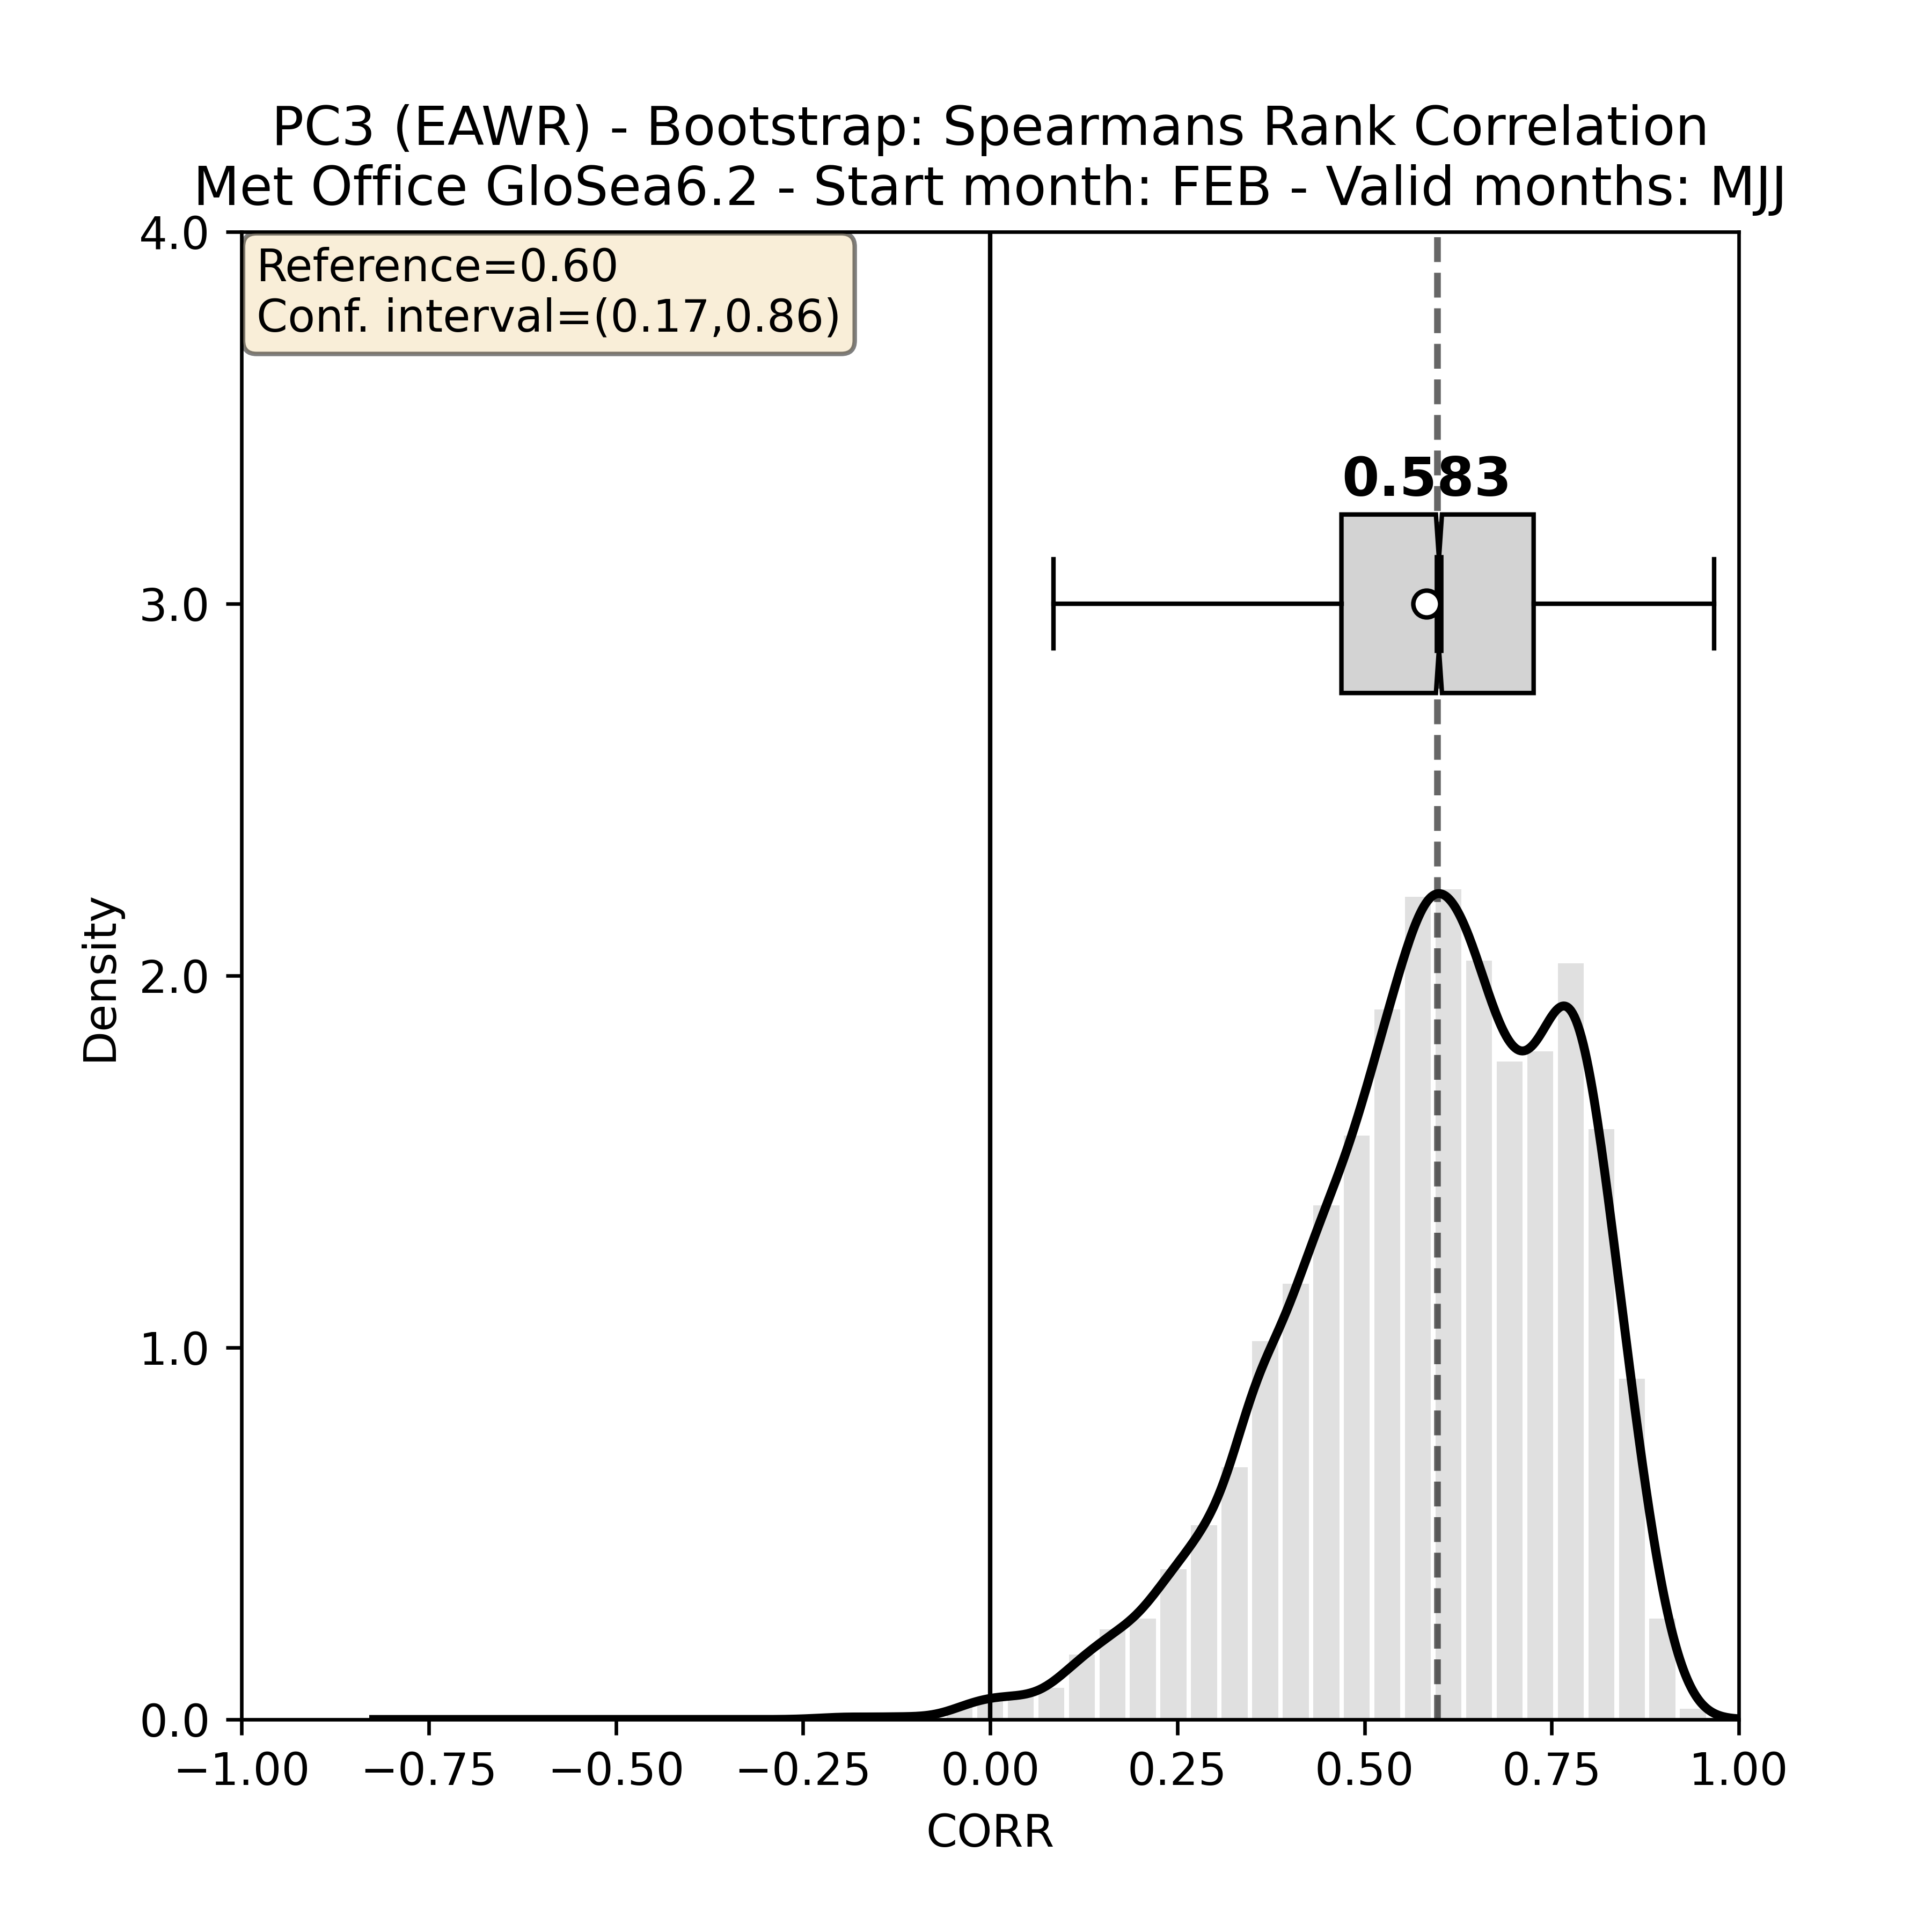 PC3 (EAWR) - Bootstrap: Spearmans Rank Correlation
Met Office GloSea6.2 - Start month: FEB - Valid months: MJJ
Reference=0.60
Conf. interval=(0.17,0.86)
0.583
4.0
3.0
2.0
1.0
0.0
Density
−1.00 −0.75 −0.50 −0.25 0.00 0.25 0.50 0.75 1.00
CORR